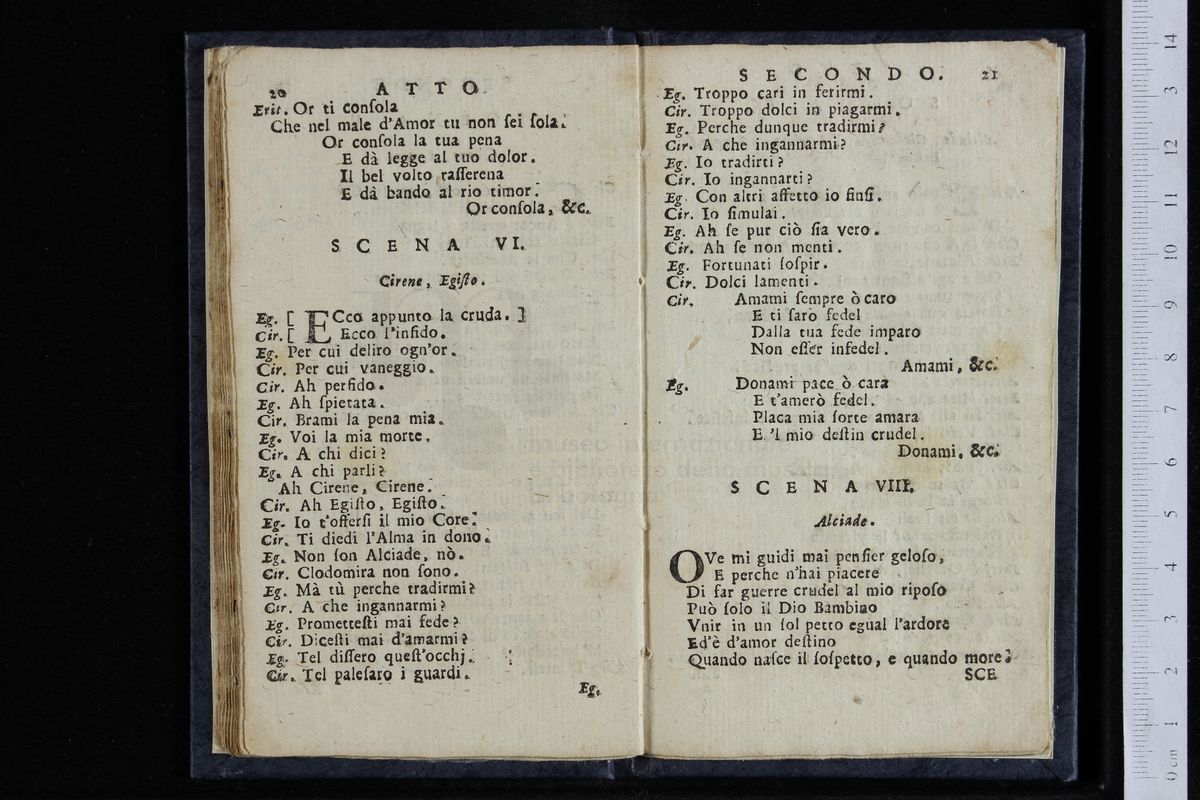 20 ATTO
Erit. Or ti conſola
Che nel male d'Amor tu non ſei ſola.
Or conſola la tua pena
E dà legge al tuo dolor.
Il bel volto raſſerena
E dà bando al rio timor.
Or conſola, &c.
SCENA VI.
Cirene, Egiſto.
Eg. [ ECco appunto la cruda. ]
Cir. [ Ecco l'infido.
Eg. Per cui deliro ogn'or.
Cir. Per cui vaneggio.
Cir. Ah perfido.
Eg. Ah ſpietata.
Cir. Brami la pena mia.
Eg. Voi la mia morte.
Cir. A chi dici?
Eg. A chi parli?
Ah Cirene, Cirene.
Cir. Ah Egiſto, Egiſto.
Eg. Io t'offerſi il mio Core.
Cir. Ti diedi l'Alma in dono.
Eg. Non ſon Alciade, nò.
Cir. Clodomira non ſono.
Eg. Mà tù perche tradirmi?
Cir. A che ingannarmi?
Eg. Prometteſti mai fede?
Cir. Diceſti mai d'amarmi?
Eg. Tel diſſero queſt'occhj.
Cir. Tel paleſaro i guardi.
Eg.
SECONDO. 21
Eg. Troppo cari in ferirmi.
Cir. Troppo dolci in piagarmi.
Eg. Perche dunque tradirmi?
Cir. A che ingannarmi?
Eg. Io tradirti?
Cir. Io ingannarti?
Eg. Con altri affetto io finſi.
Cir. Io ſimulai.
Eg. Ah ſe pur ciò ſia vero.
Cir. Ah ſe non menti.
Eg. Fortunati ſoſpir.
Cir. Dolci lamenti.
Cir. Amami ſempre ò caro
E ti ſarò fedel
Dalla tua fede imparo
Non eſſer infedel.
Amami, &c.
Eg. Donami pace ò cara
E t'amerò fedel.
Placa mia ſorte amara
E 'l mio deſtin crudel.
Donami, &c.
SCENA VIII.
Alciade.
OVe mi guidi mai penſier geloſo,
E perche n'hai piacere
Di far guerre crudel al mio ripoſo
Può ſolo il Dio Bambino
Vnir in un ſol petto egual l'ardore
Ed'è d'amor deſtino
Quando naſce il ſoſpetto, e quando more.
SCE